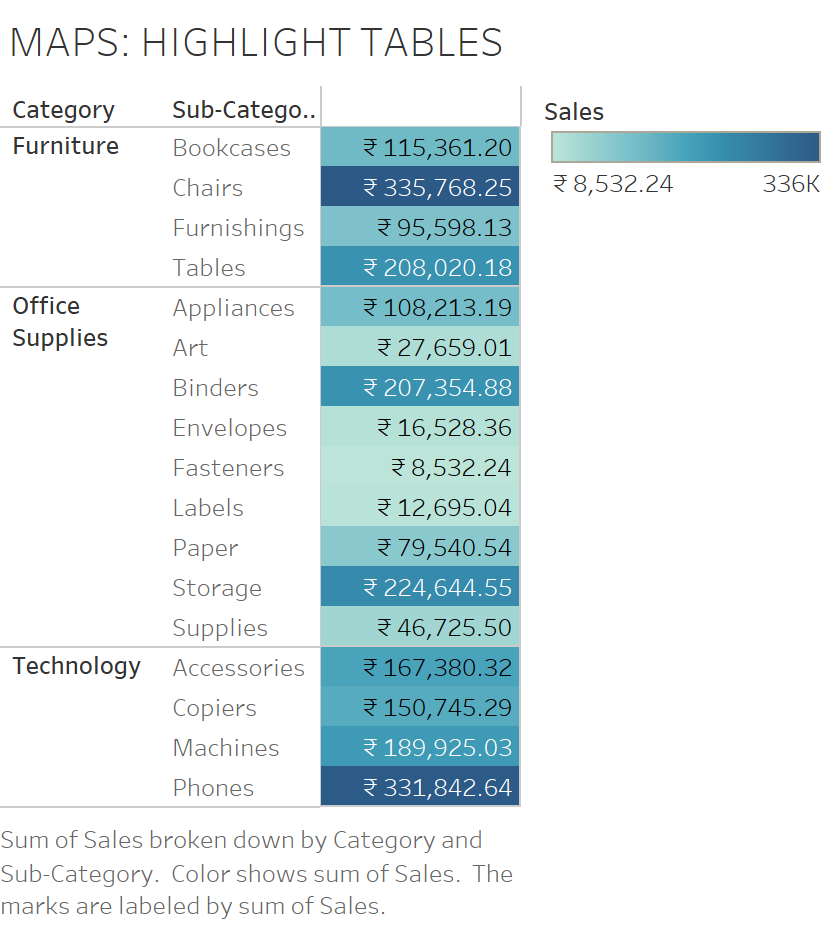 MAPS: HIGHLIGHT TABLES
Category Sub-Catego.. Sales
Furniture Bookcases ₹ 115,361.20
Chairs ₹ 335,768.25
₹ 8,532.24 336K
Furnishings ₹ 95,598.13
Tables ₹ 208,020.18
Office Supplies Appliances ₹ 108,213.19
Art ₹ 27,659.01
Binders ₹ 207,354.88
Envelopes ₹ 16,528.36
Fasteners ₹ 8,532.24
Labels ₹ 12,695.04
Paper ₹ 79,540.54
Storage ₹ 224,644.55
Supplies ₹ 46,725.50
Technology Accessories ₹ 167,380.32
Copiers ₹ 150,745.29
Machines ₹ 189,925.03
Phones ₹ 331,842.64
Sum of Sales broken down by Category and
Sub-Category.  Color shows sum of Sales.  The
marks are labeled by sum of Sales.